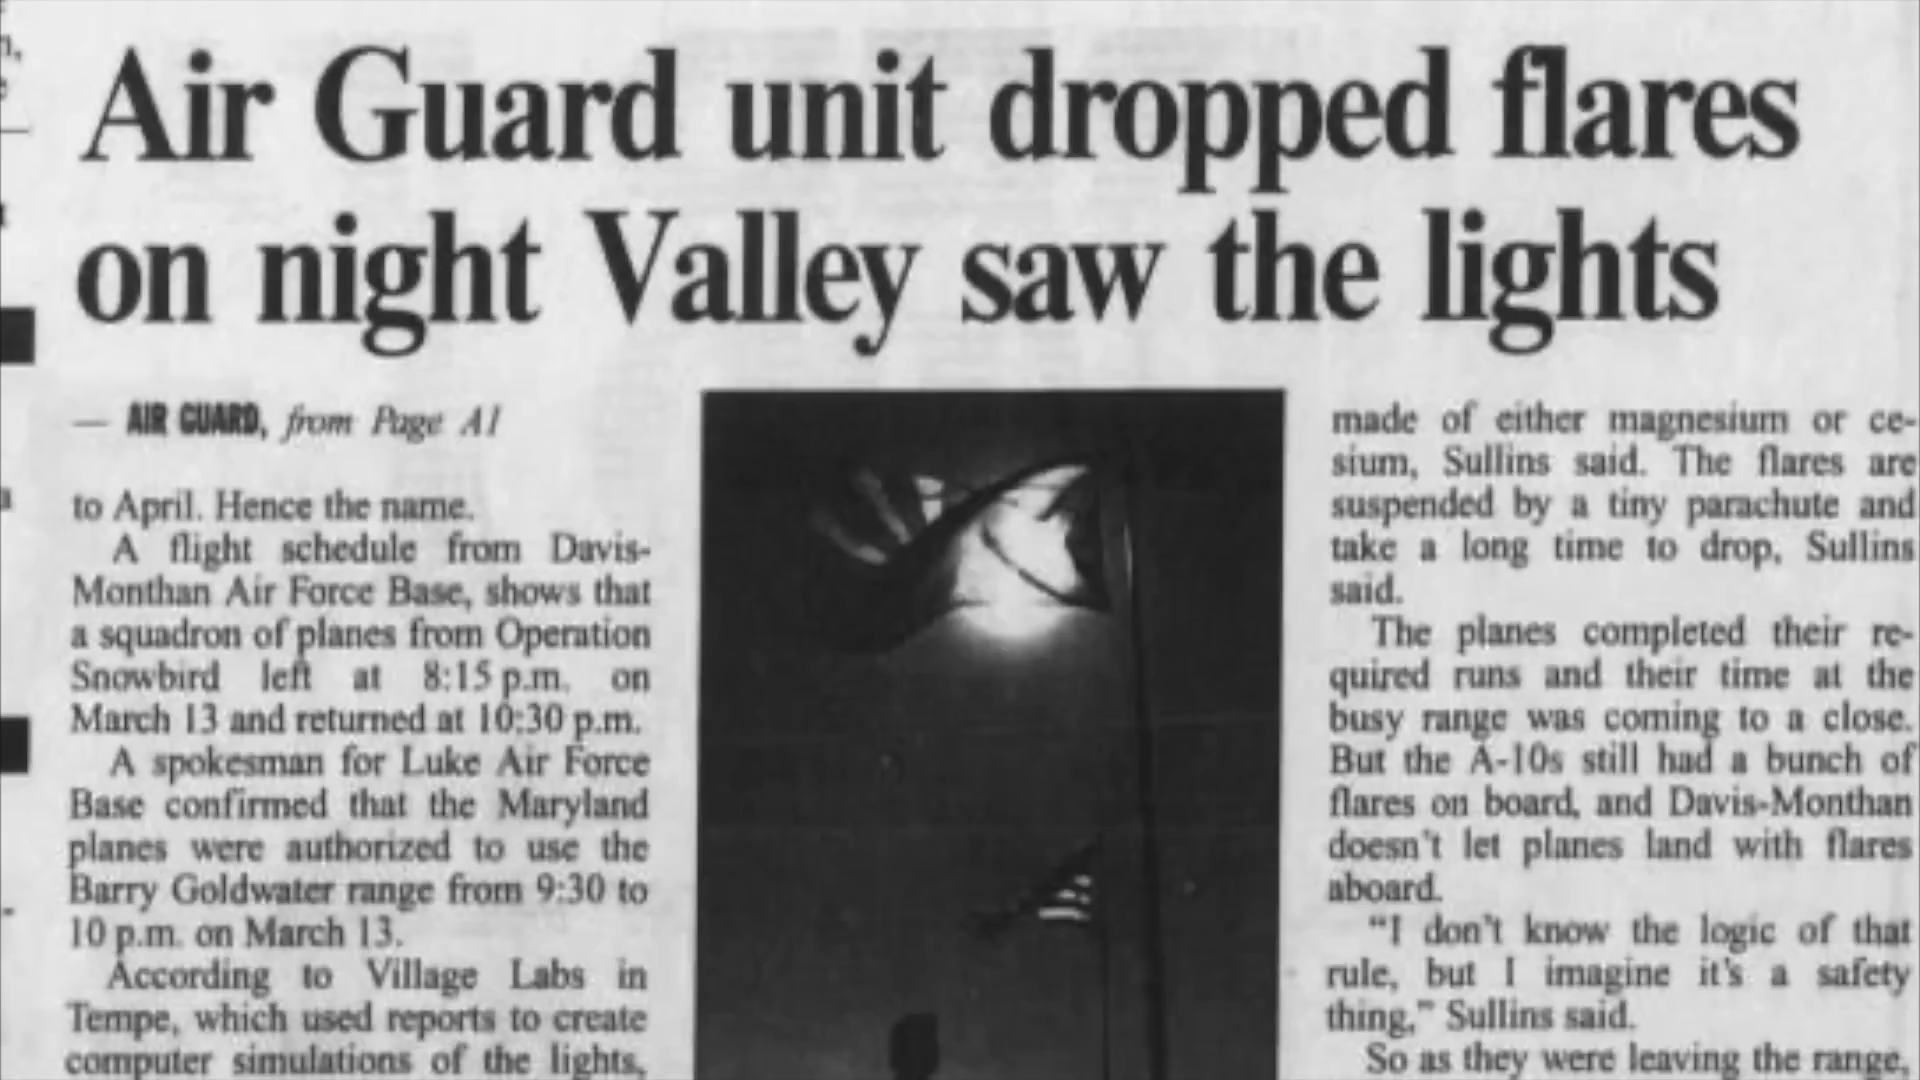 Air Guard unit dropped flares
on night Valley saw the lights
— AIR GUARD, from Page A1
to April. Hence the name.
A flight schedule from Davis-
Monthan Air Force Base, shows that
a squadron of planes from Operation
Snowbird left at 8:15 p.m. on
March 13 and returned at 10:30 p.m.
A spokesman for Luke Air Force
Base confirmed that the Maryland
planes were authorized to use the
Barry Goldwater range from 9:30 to
10 p.m. on March 13.
According to Village Labs in
Tempe, which used reports to create
computer simulations of the lights,
made of either magnesium or ce-
sium, Sullins said. The flares are
suspended by a tiny parachute and
take a long time to drop, Sullins
said.
The planes completed their re-
quired runs and their time at the
busy range was coming to a close.
But the A-10s still had a bunch of
flares on board, and Davis-Monthan
doesn't let planes land with flares
aboard.
"I don't know the logic of that
rule, but I imagine it's a safety
thing," Sullins said.
So as they were leaving the range,